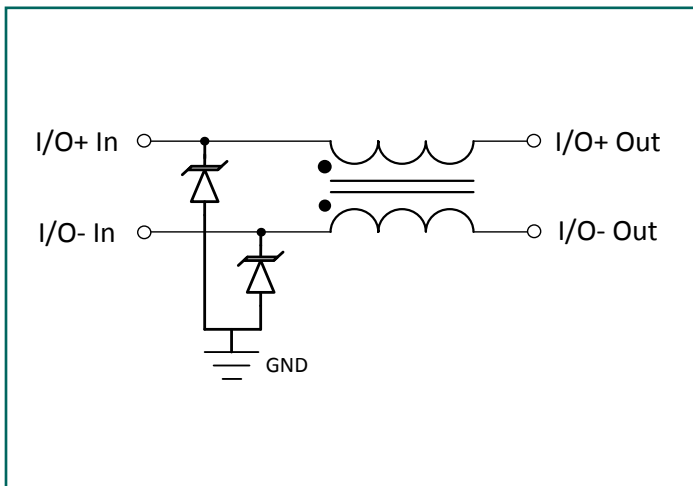 I/O+ In
I/O+ Out
I/O- In
I/O- Out
GND